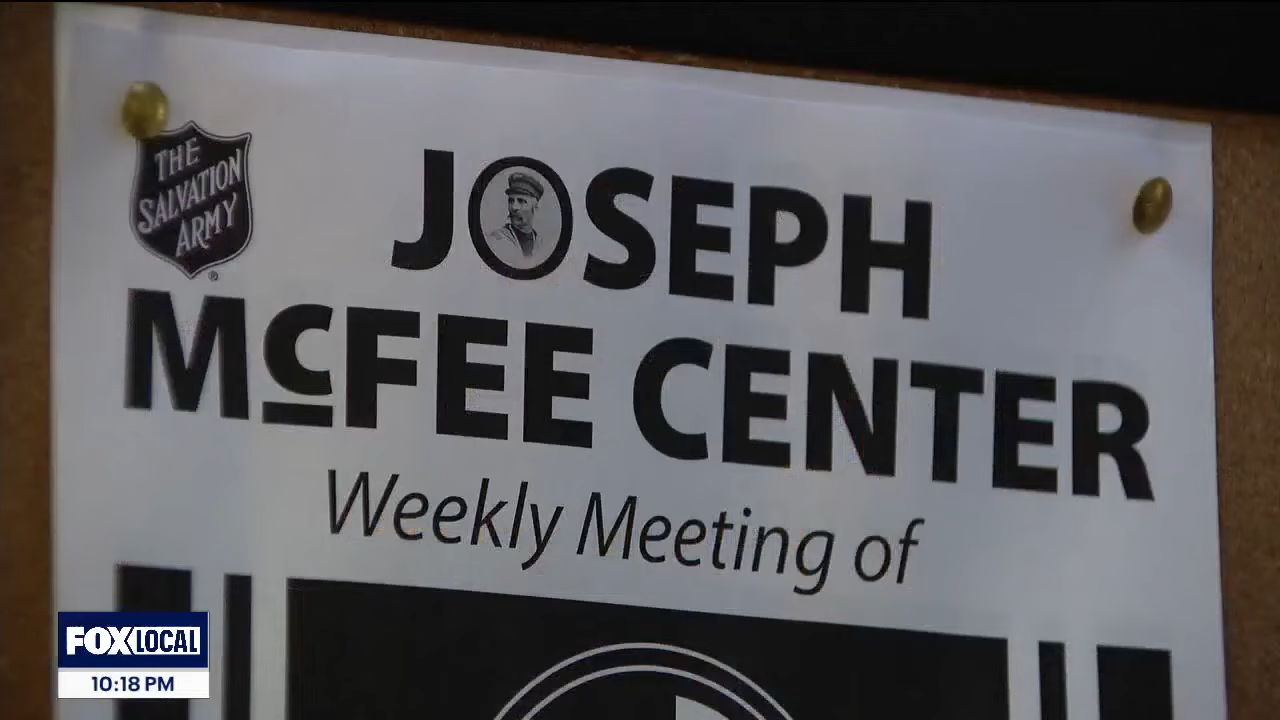 THE
SALVATION
ARMY
®
JOSEPH
McFEE CENTER
Weekly Meeting of
FOX LOCAL
10:18 PM